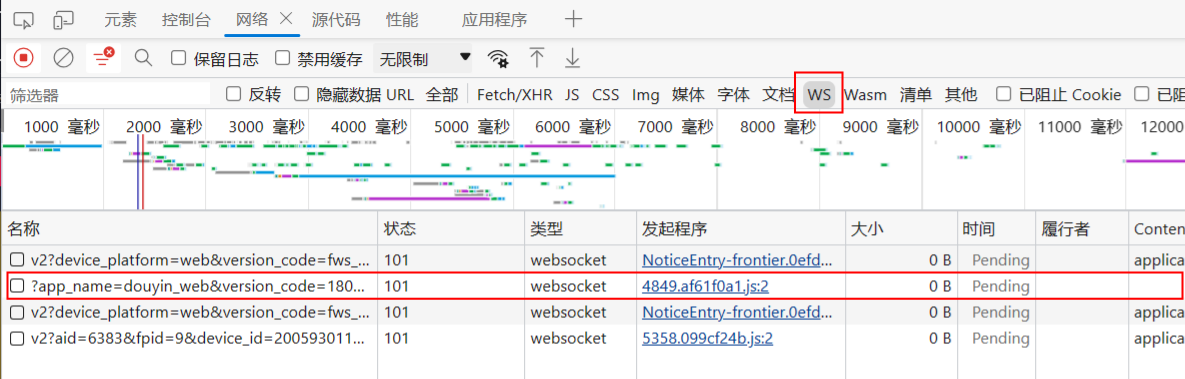 元素 控制台 网络 源代码 性能 应用程序
保留日志 禁用缓存 无限制
筛选器 反转 隐藏数据 URL 全部 Fetch/XHR JS CSS Img 媒体 字体 文档 WS Wasm 清单 其他 已阻止 Cookie 已阻
1000 毫秒 2000 毫秒 3000 毫秒 4000 毫秒 5000 毫秒 6000 毫秒 7000 毫秒 8000 毫秒 9000 毫秒 10000 毫秒 11000 毫秒 12000
名称 状态 类型 发起程序 大小 时间 履行者 Conten
v2?device_platform=web&version_code=fws_... 101 websocket NoticeEntry-frontier.0efd... 0 B Pending applica
?app_name=douyin_web&version_code=180... 101 websocket 4849.af61f0a1.js:2 0 B Pending
v2?device_platform=web&version_code=fws_... 101 websocket NoticeEntry-frontier.0efd... 0 B Pending applica
v2?aid=6383&fpid=9&device_id=200593011... 101 websocket 5358.099cf24b.js:2 0 B Pending applica